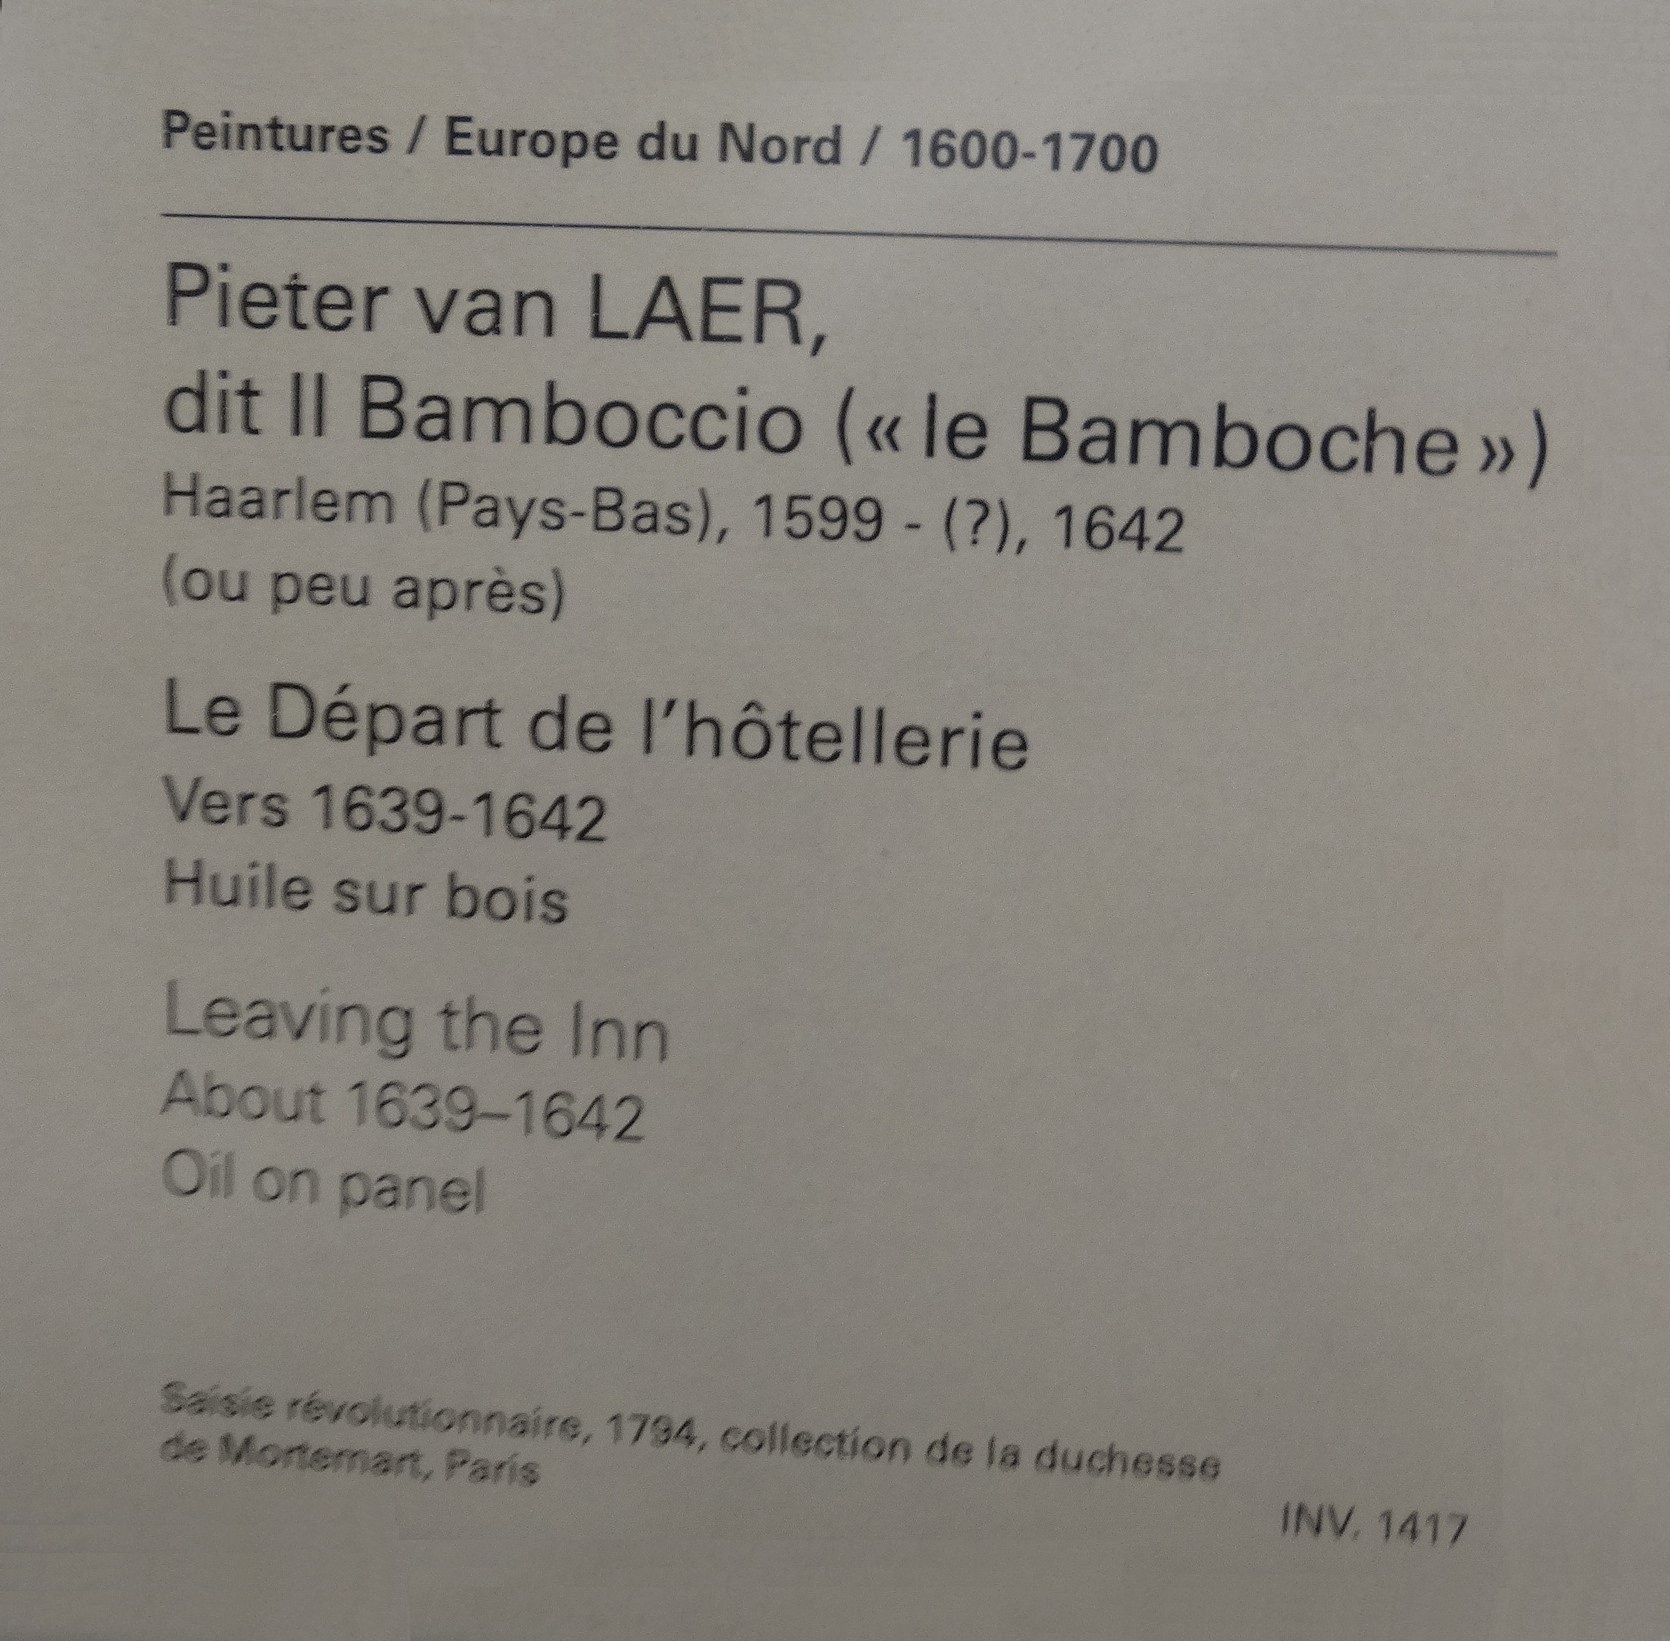 Peintures / Europe du Nord / 1600-1700
Pieter van LAER,
dit Il Bamboccio (« le Bamboche »)
Haarlem (Pays-Bas), 1599 - (?), 1642
(ou peu après)
Le Départ de l'hôtellerie
Vers 1639-1642
Huile sur bois
Leaving the Inn
About 1639–1642
Oil on panel
Saisie révolutionnaire, 1794, collection de la duchesse
de Mortemart, Paris
INV. 1417